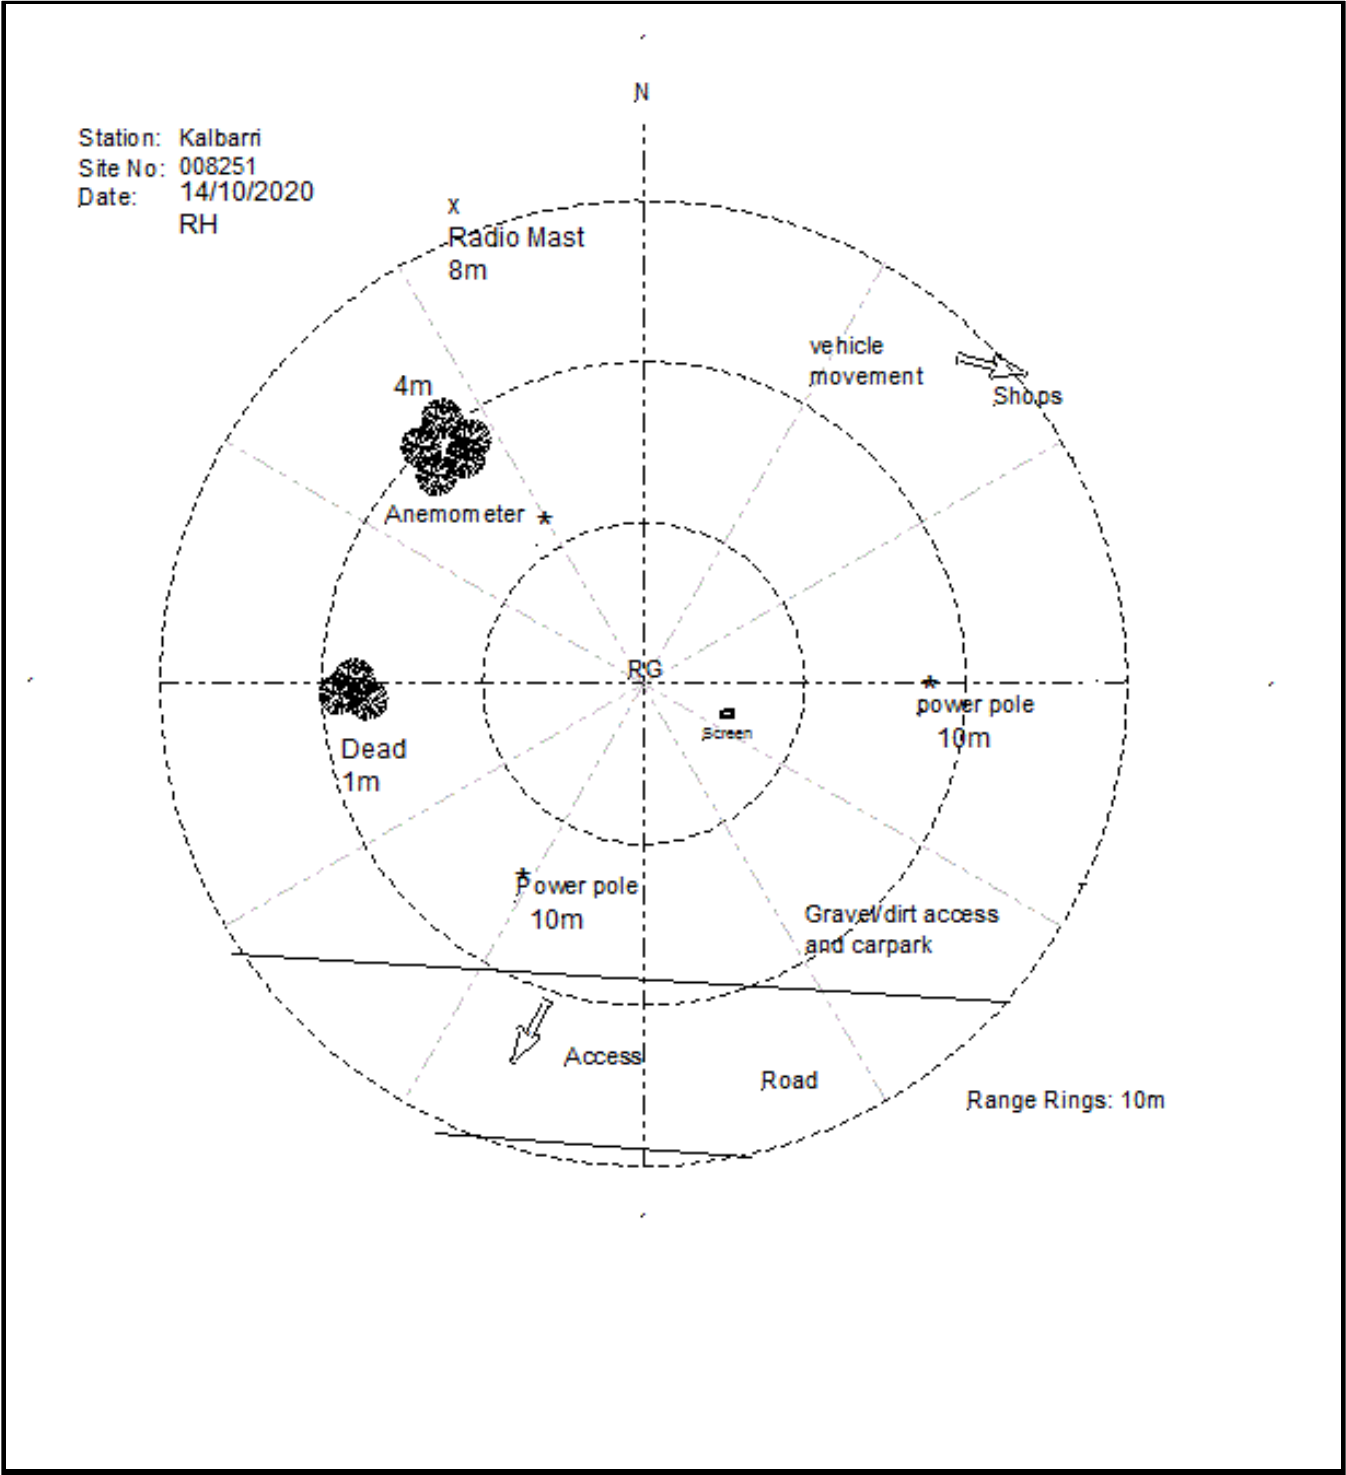 N
Station: Kalbarri
Site No: 008251
Date: 14/10/2020
RH
X
Radio Mast
8m
vehicle
movement
Shops
4m
Anemometer
RG
power pole
10m
Screen
Dead
1m
Power pole
10m
Gravel/dirt access
and carpark
Access
Road
Range Rings: 10m